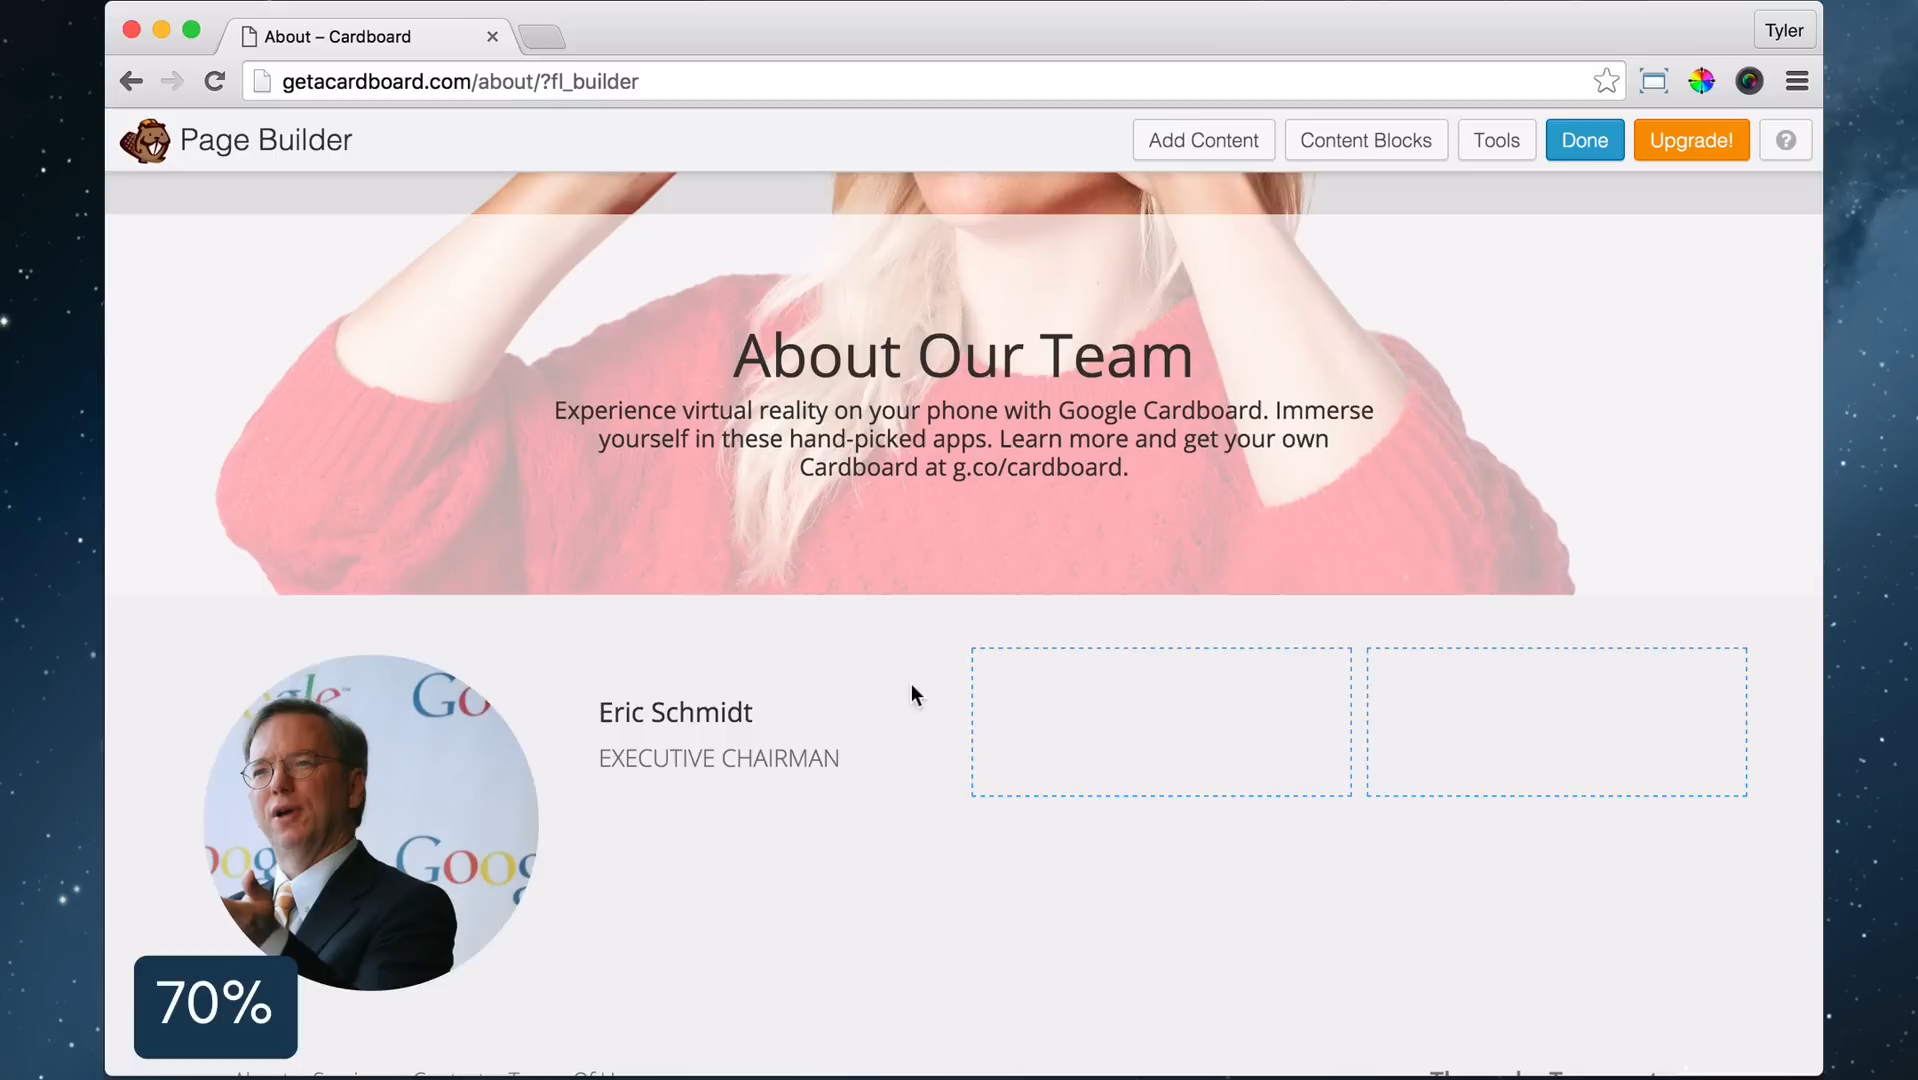 About – Cardboard
Tyler
getacardboard.com/about/?fl_builder
Page Builder
Add Content
Content Blocks
Tools
Done
Upgrade!
?
About Our Team
Experience virtual reality on your phone with Google Cardboard. Immerse
yourself in these hand-picked apps. Learn more and get your own
Cardboard at g.co/cardboard.
Eric Schmidt
EXECUTIVE CHAIRMAN
70%